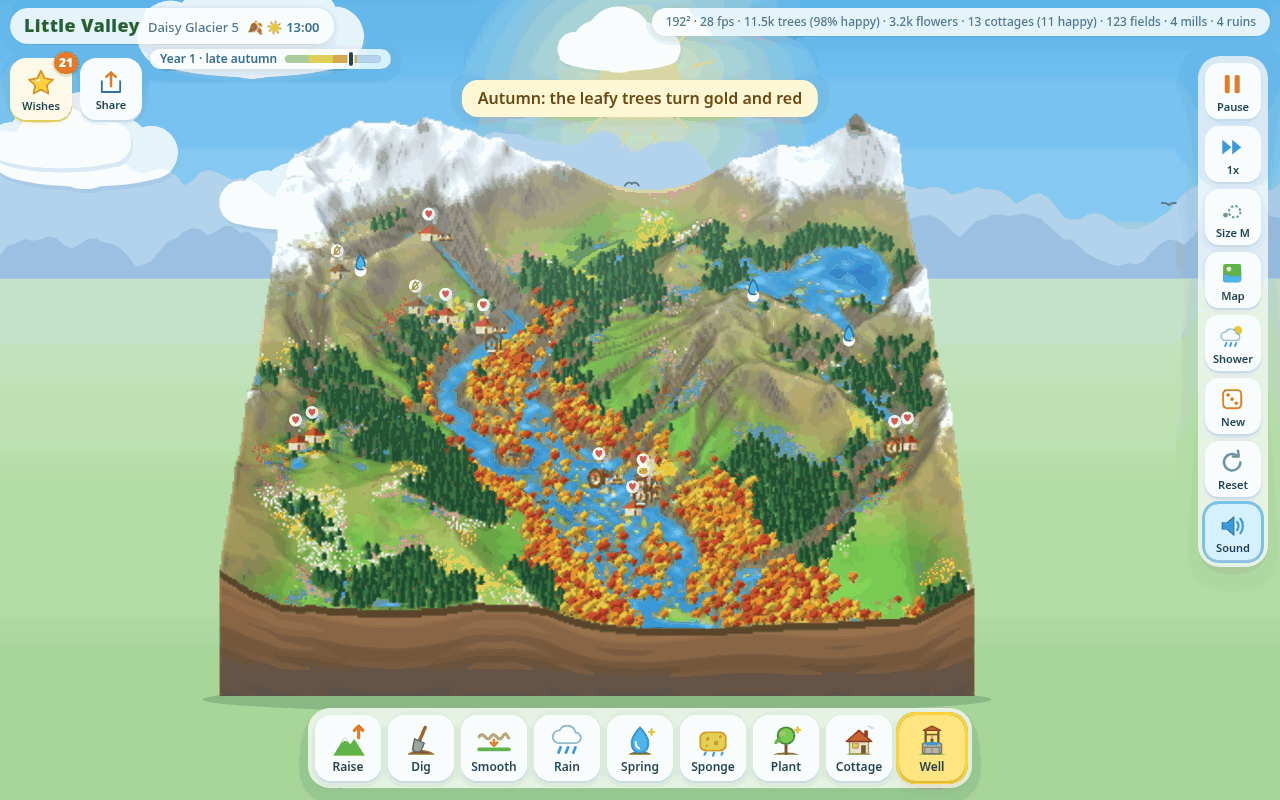 Little Valley Daisy Glacier 5 13:00
192² · 28 fps · 11.5k trees (98% happy) · 3.2k flowers · 13 cottages (11 happy) · 123 fields · 4 mills · 4 ruins
Year 1 · late autumn
21
Wishes
Share
Autumn: the leafy trees turn gold and red
Pause
1x
Size M
Map
Shower
New
Reset
Sound
Raise
Dig
Smooth
Rain
Spring
Sponge
Plant
Cottage
Well